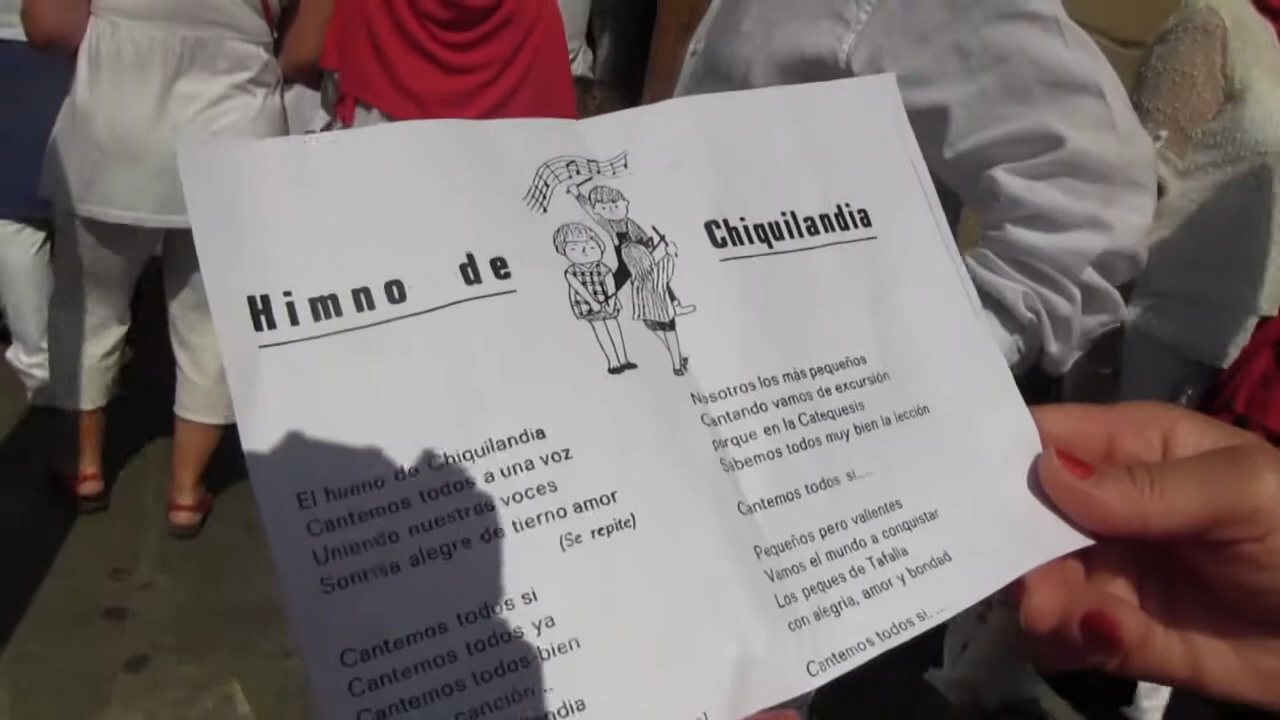 Himno de Chiquilandia
El himno de Chiquilandia
Cantemos todos a una voz
Uniendo nuestras voces
Sonrisa alegre de tierno amor
(Se repite)
Cantemos todos si
Cantemos todos ya
Cantemos todos bien
canción...
Nosotros los más pequeños
Cantando vamos de excursión
porque en la Catequesis
Sabemos todos muy bien la lección
Cantemos todos si....
Pequeños pero valientes
Vamos el mundo a conquistar
Los peques de Tafalla
con alegria, amor y bondad
Cantemos todos si. ...